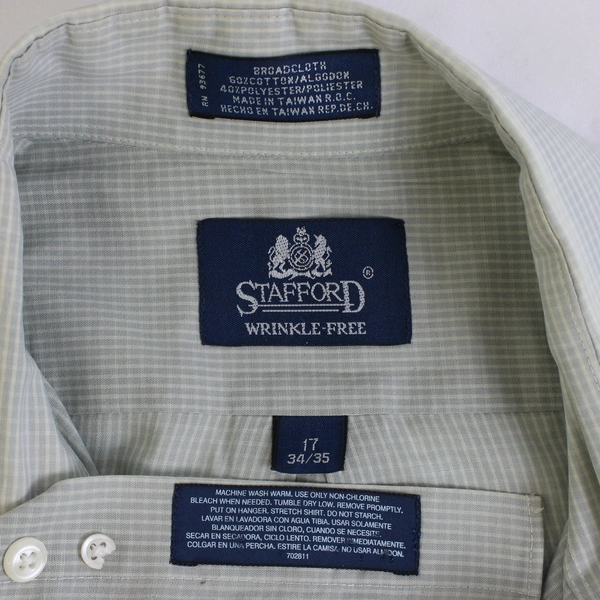 BROADCLOTH
60%COTTON/ALGODON
40%POLYESTER/POLIESTER
MADE IN TAIWAN R.O.C.
HECHO EN TAIWAN REP.DE.CH.
RN 93677
STAFFORD®
WRINKLE-FREE
17
34/35
MACHINE WASH WARM. USE ONLY NON-CHLORINE
BLEACH WHEN NEEDED. TUMBLE DRY LOW. REMOVE PROMPTLY.
PUT ON HANGER. STRETCH SHIRT. DO NOT STARCH.
LAVAR EN LAVADORA CON AGUA TIBIA. USAR SOLAMENTE
BLANQUEADOR SIN CLORO, CUANDO SE NECESITE.
SECAR EN SECADORA, CICLO LENTO. REMOVER INMEDIATAMENTE.
COLGAR EN UNA PERCHA. ESTIRE LA CAMISA. NO USAR ALMIDON.
702611